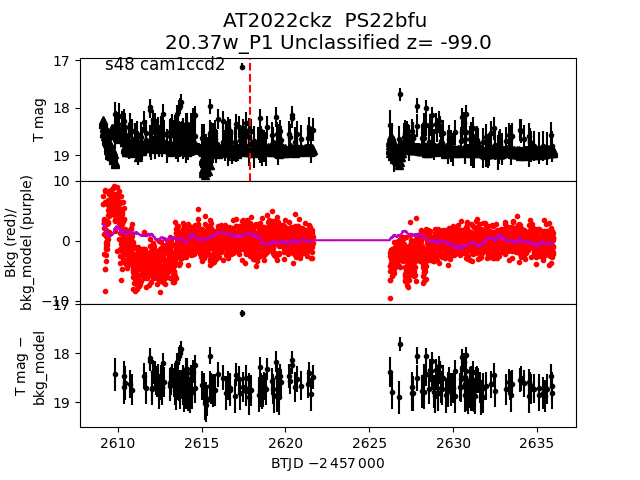 AT2022ckz  PS22bfu
20.37w_P1 Unclassified z= -99.0
s48 cam1ccd2
17
18
19
T mag
10
0
−10
Bkg (red)/
bkg_model (purple)
17
18
19
T mag −
bkg_model
2610 2615 2620 2625 2630 2635
BTJD −2 457 000